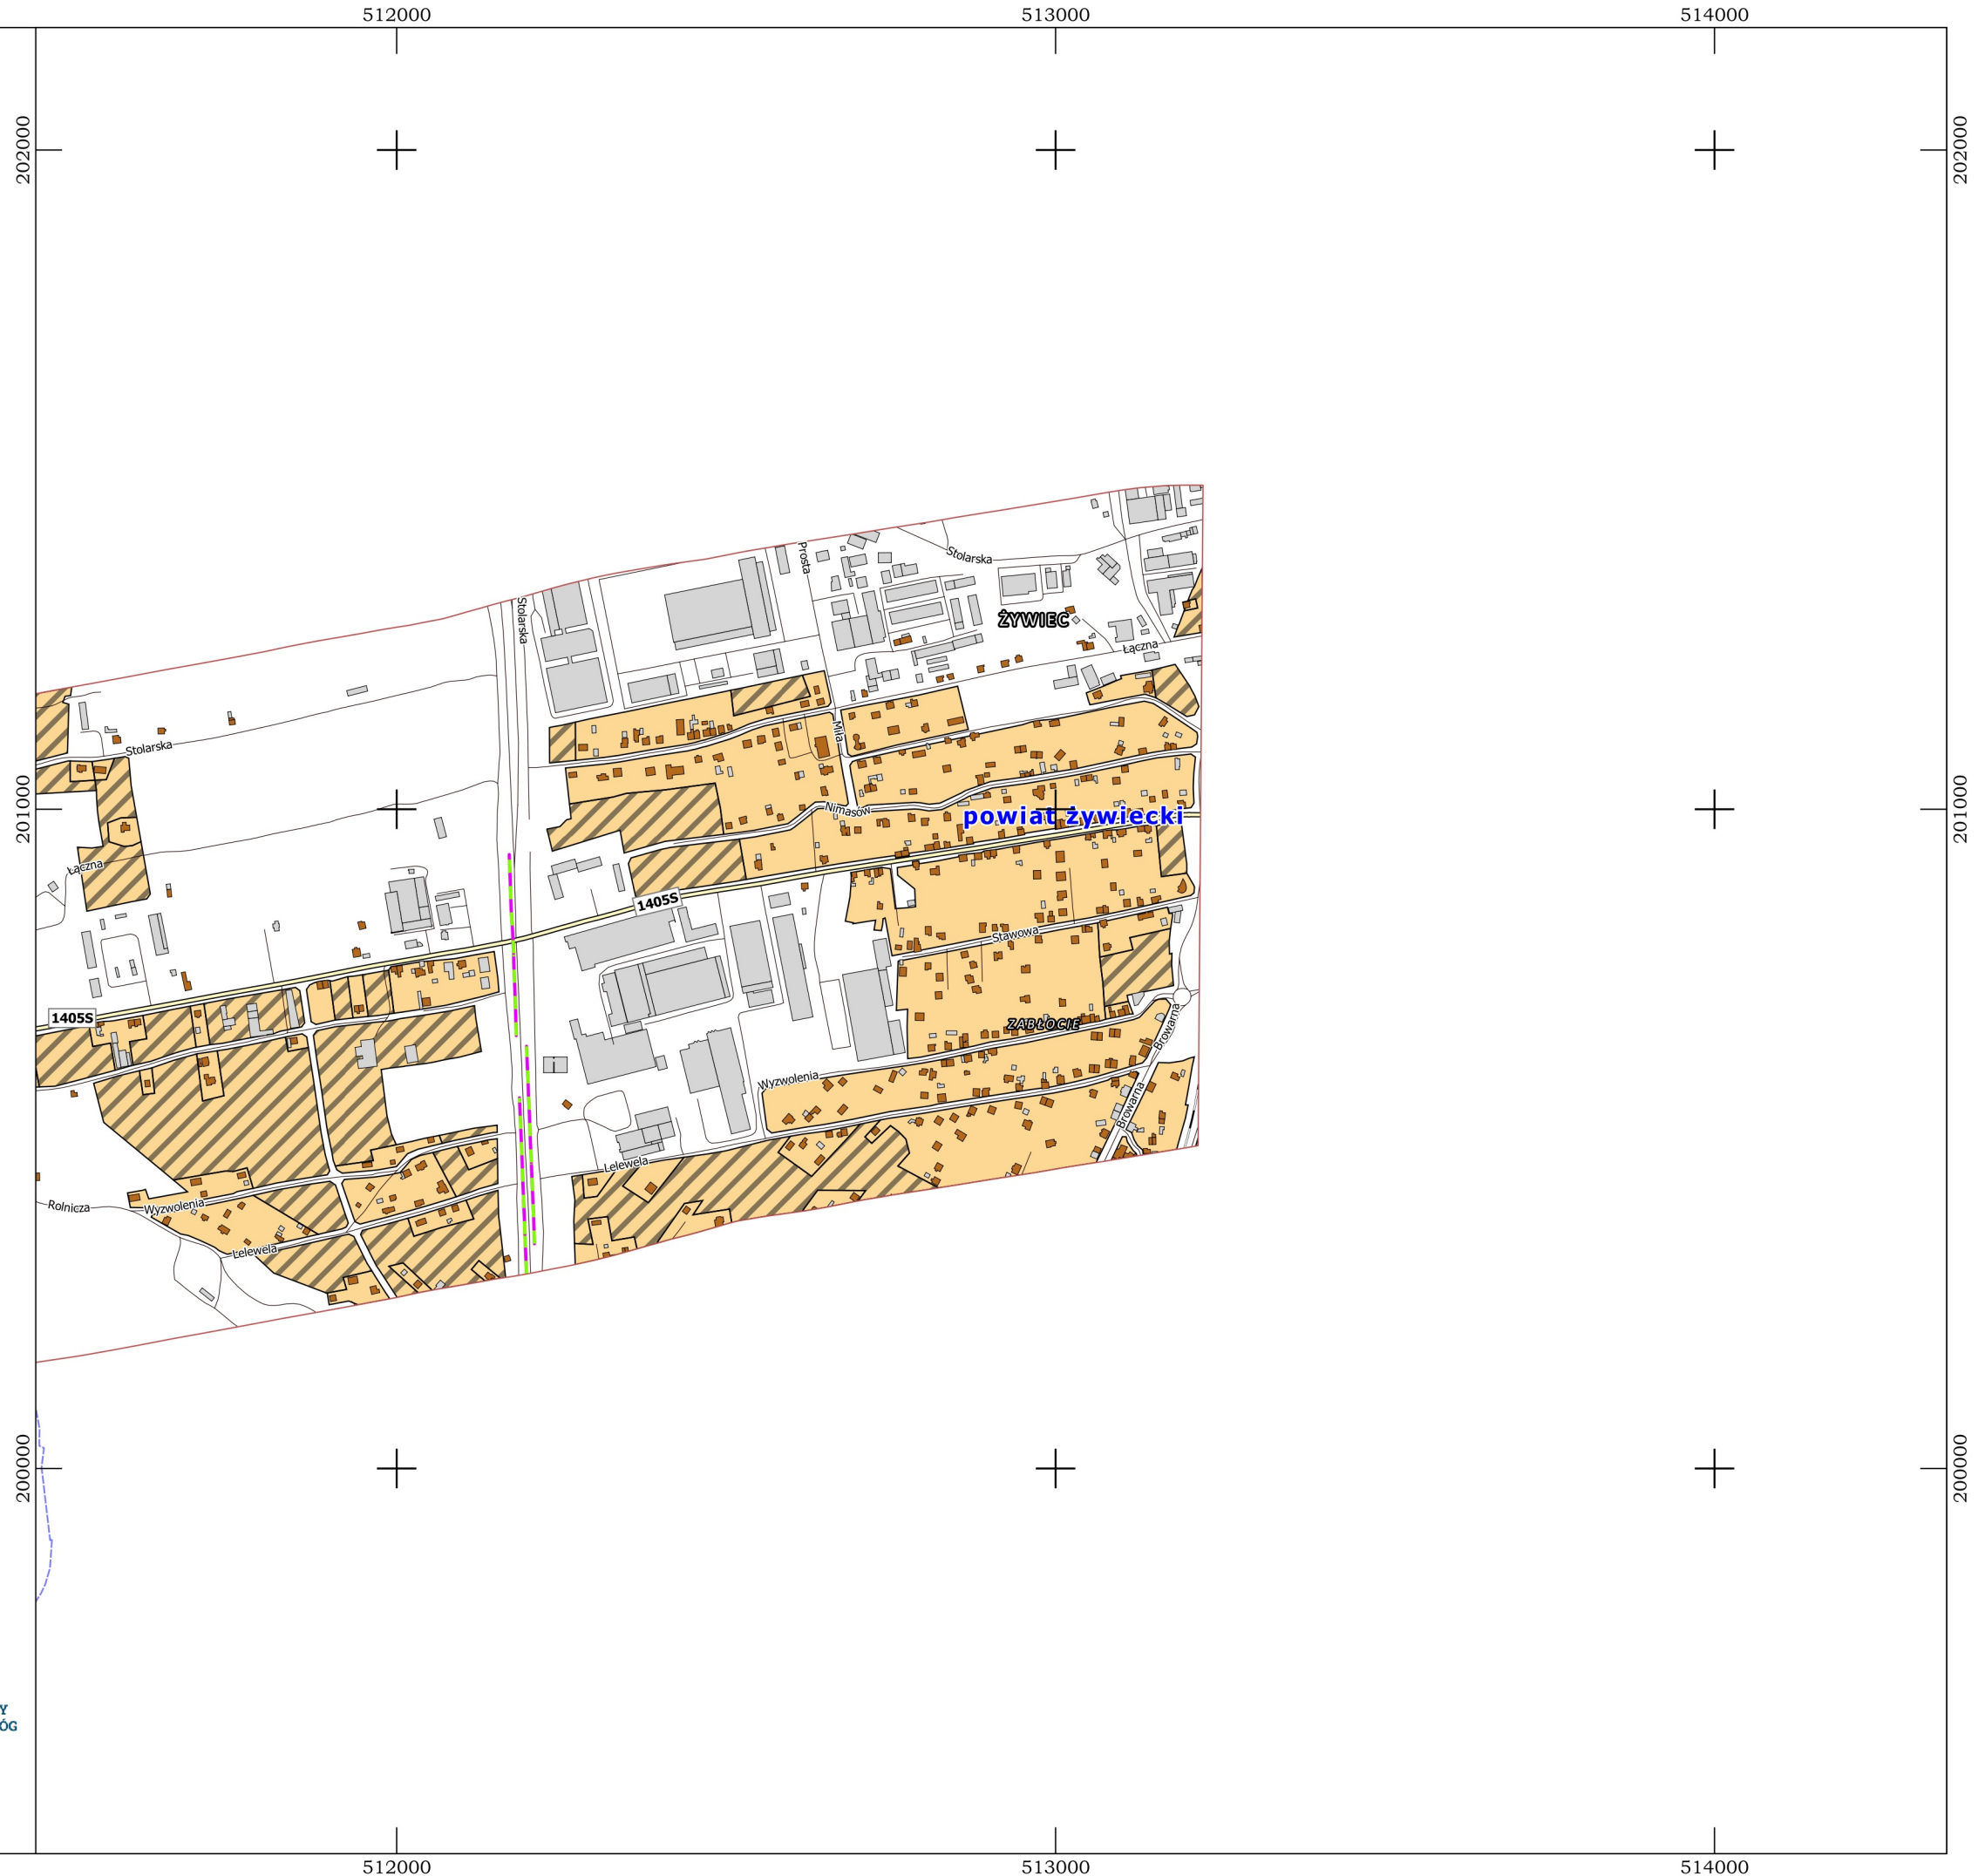 512000
513000
514000
202000
202000
Prosta
Stolarska
Stolarska
ŻYWIEC
Łączna
Miła
Stolarska
201000
201000
Nimasów
powiat żywiecki
Łączna
1405S
Stawowa
1405S
ZABŁOCIE
Browarna
Wyzwolenia
Browarna
Lelewela
Rolnicza
Wyzwolenia
Lelewela
200000
200000
Y
ÓG
512000
513000
514000